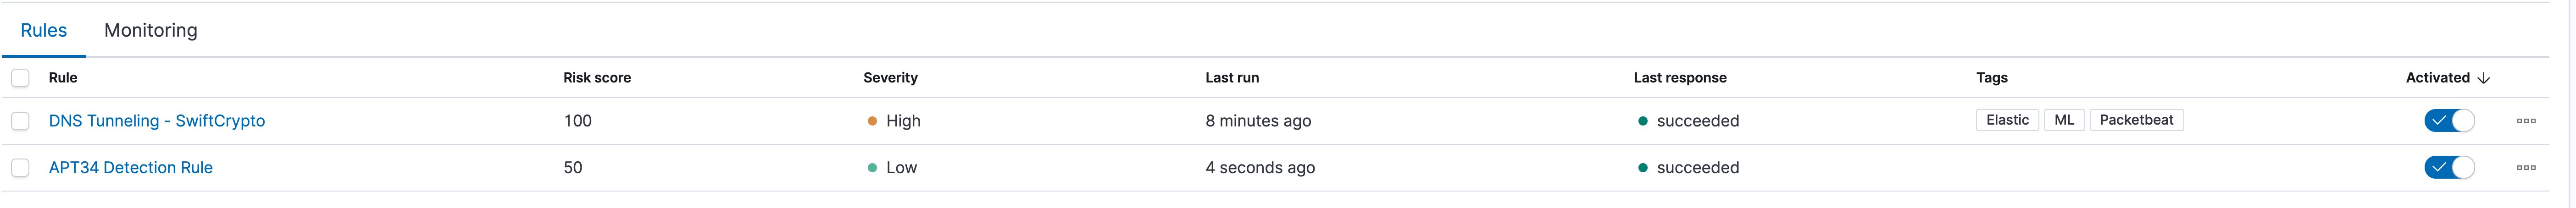 Rules Monitoring
Rule Risk score Severity Last run Last response Tags Activated ↓
DNS Tunneling - SwiftCrypto 100 High 8 minutes ago succeeded Elastic ML Packetbeat
APT34 Detection Rule 50 Low 4 seconds ago succeeded